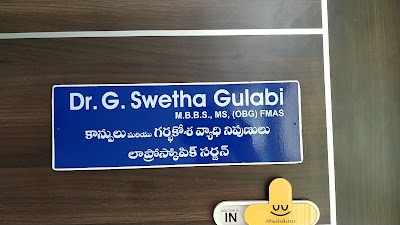 Dr. G. Swetha Gulabi
M.B.B.S., MS, (OBG) FMAS
కాన్పులు మరియు గర్భకోశ వ్యాధి నిపుణులు
లాప్రోస్కోపిక్ సర్జన్
IN